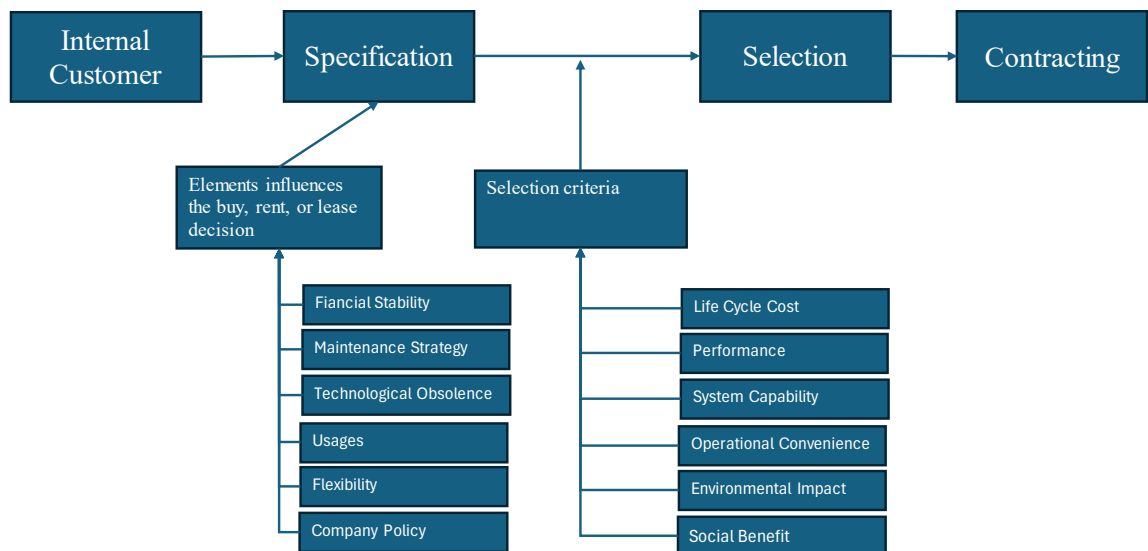 Internal
Customer
Specification
Selection
Contracting
Elements influences
the buy, rent, or lease
decision
Selection criteria
Fiancial Stability
Maintenance Strategy
Technological Obsolence
Usages
Flexibility
Company Policy
Life Cycle Cost
Performance
System Capability
Operational Convenience
Environmental Impact
Social Benefit